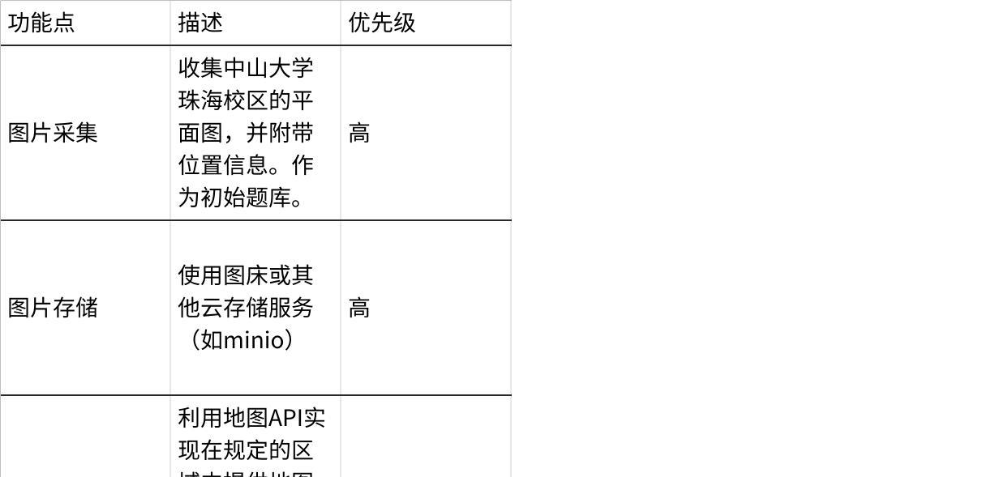 功能点 描述 优先级
收集中山大学
珠海校区的平
图片采集 面图，并附带 高
位置信息。作
为初始题库。
使用图床或其
图片存储 他云存储服务 高
（如minio）
利用地图API实
现在规定的区